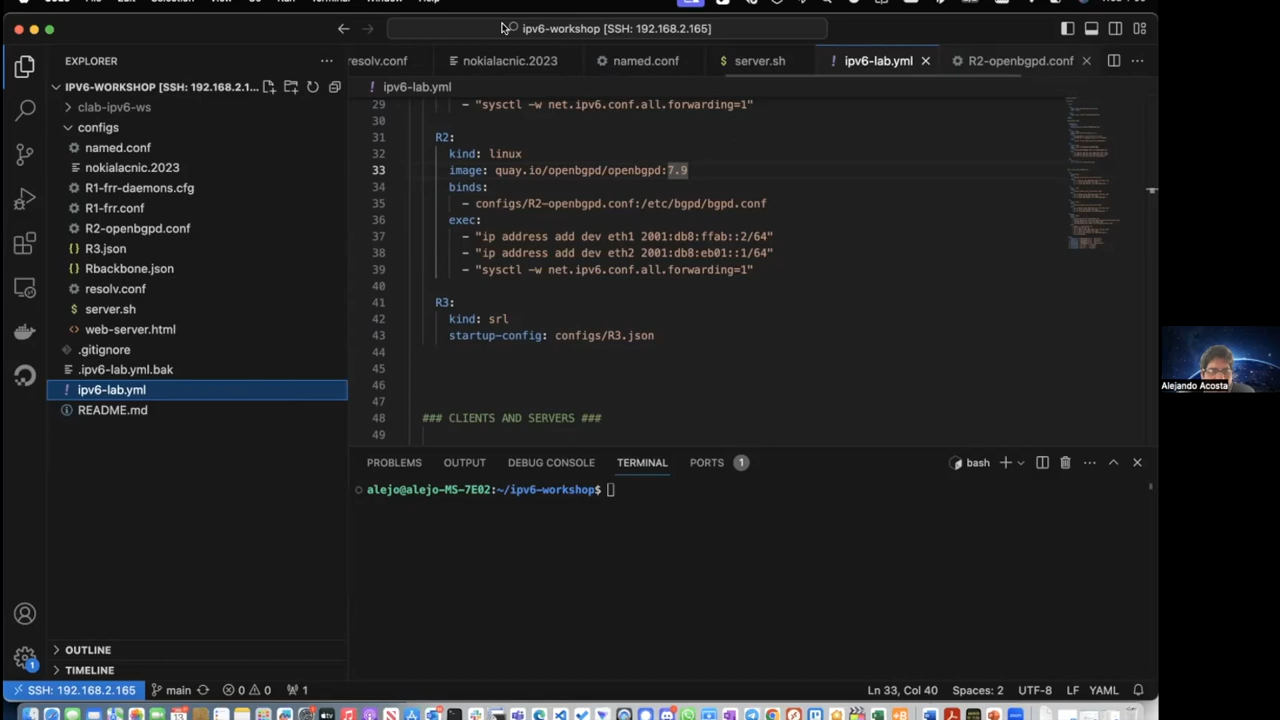 ipv6-workshop [SSH: 192.168.2.165]
EXPLORER
resolv.conf
nokialacnic.2023
named.conf
$ server.sh
! ipv6-lab.yml
R2-openbgpd.conf
IPV6-WORKSHOP [SSH: 192.168.2.1...
! ipv6-lab.yml
clab-ipv6-ws
configs
named.conf
nokialacnic.2023
R1-frr-daemons.cfg
R1-frr.conf
R2-openbgpd.conf
{} R3.json
{} Rbackbone.json
resolv.conf
$ server.sh
<> web-server.html
.gitignore
.ipv6-lab.yml.bak
! ipv6-lab.yml
README.md
OUTLINE
TIMELINE
29 - "sysctl -w net.ipv6.conf.all.forwarding=1"
30
31 R2:
32 kind: linux
33 image: quay.io/openbgpd/openbgpd:7.9
34 binds:
35 - configs/R2-openbgpd.conf:/etc/bgpd/bgpd.conf
36 exec:
37 - "ip address add dev eth1 2001:db8:ffab::2/64"
38 - "ip address add dev eth2 2001:db8:eb01::1/64"
39 - "sysctl -w net.ipv6.conf.all.forwarding=1"
40
41 R3:
42 kind: srl
43 startup-config: configs/R3.json
44
45
46
47
48 ### CLIENTS AND SERVERS ###
49
PROBLEMS OUTPUT DEBUG CONSOLE TERMINAL PORTS 1
bash
alejo@alejo-MS-7E02:~/ipv6-workshop$
Alejando Acosta
1
SSH: 192.168.2.165 main 0 0 1
Ln 33, Col 40 Spaces: 2 UTF-8 LF YAML